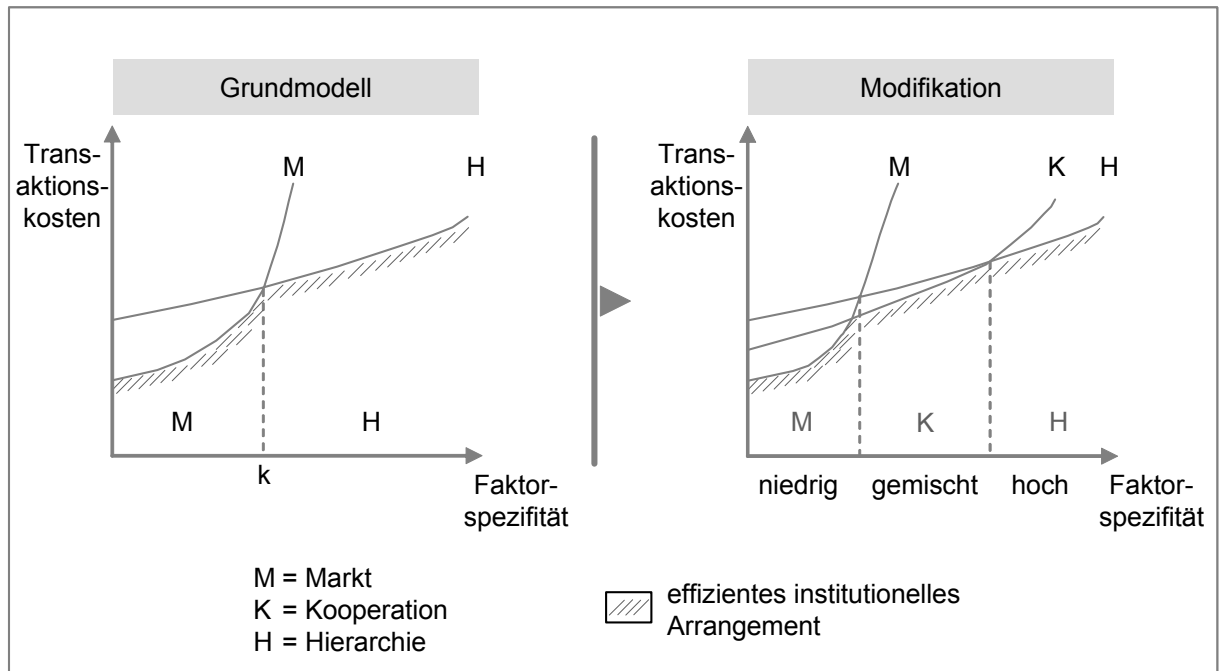 Grundmodell
Trans-
aktions-
kosten
M
H
M
H
k
Faktor-
spezifität
Modifikation
Trans-
aktions-
kosten
M
K
H
M
K
H
niedrig
gemischt
hoch
Faktor-
spezifität
M = Markt
K = Kooperation
H = Hierarchie
effizientes institutionelles
Arrangement